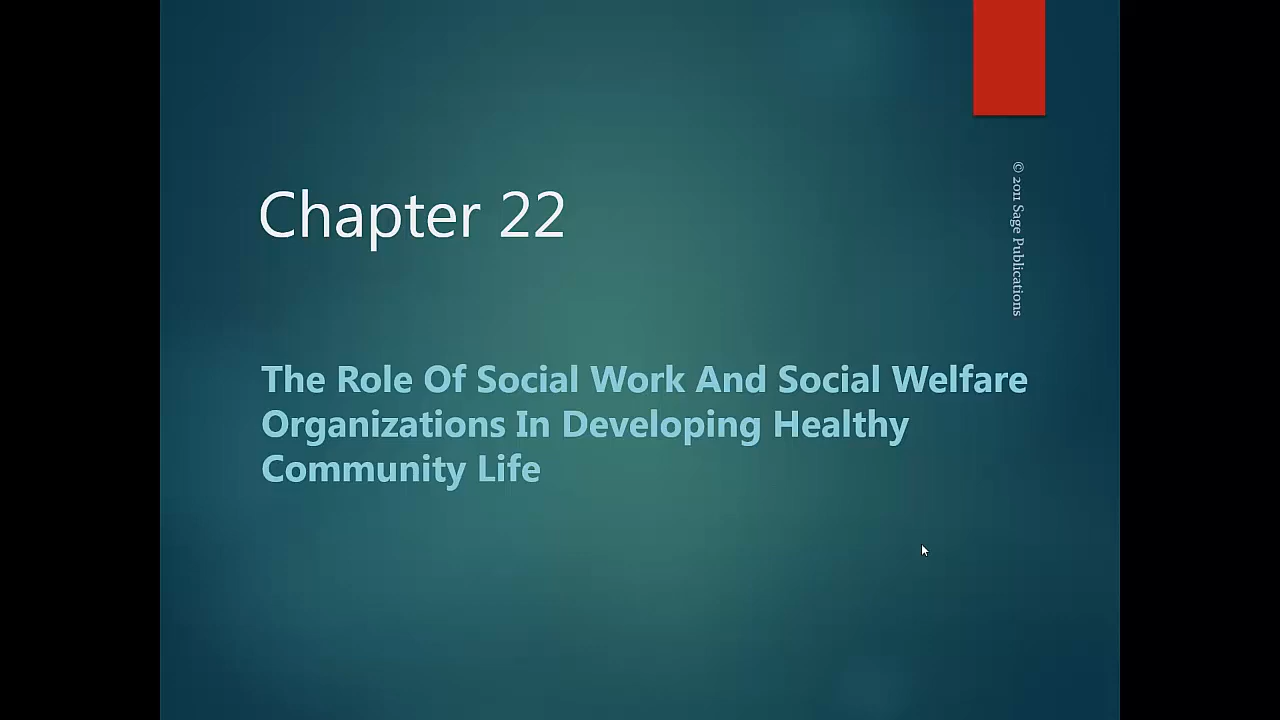 Chapter 22
© 2011 Sage Publications
The Role Of Social Work And Social Welfare
Organizations In Developing Healthy
Community Life